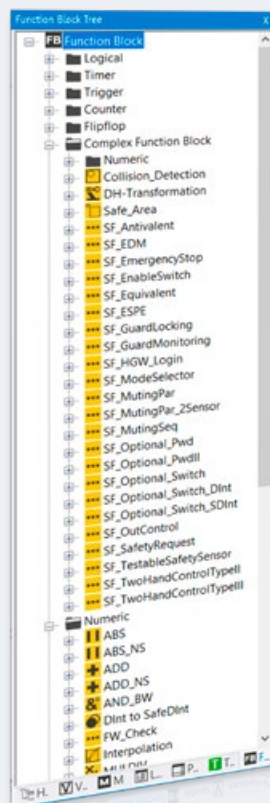 Function Block Tree
FB Function Block
Logical
Timer
Trigger
Counter
Flipflop
Complex Function Block
Numeric
Collision_Detection
DH-Transformation
Safe_Area
SF_Antivalent
SF_EDM
SF_EmergencyStop
SF_EnableSwitch
SF_Equivalent
SF_ESPE
SF_GuardLocking
SF_GuardMonitoring
SF_HGW_Login
SF_ModeSelector
SF_MutingPar
SF_MutingPar_2Sensor
SF_MutingSeq
SF_Optional_Pwd
SF_Optional_PwdII
SF_Optional_Switch
SF_Optional_Switch_DInt
SF_Optional_Switch_SDInt
SF_OutControl
SF_SafetyRequest
SF_TestableSafetySensor
SF_TwoHandControlTypeII
SF_TwoHandControlTypeIII
Numeric
ABS
ABS_NS
ADD
ADD_NS
& AND_BW
DInt to SafeDInt
FW_Check
Interpolation
MULDIV
H.. V V.. M M L.. P.. T T.. FB F...